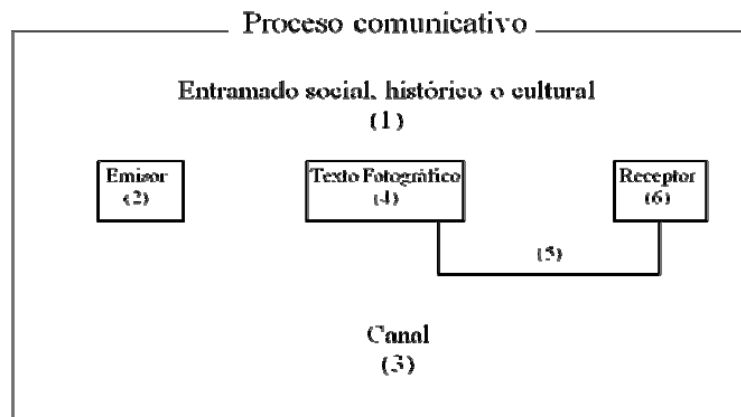 Proceso comunicativo
Entramado social, histórico o cultural
(1)
Emisor
(2)
Texto Fotográfico
(4)
Receptor
(6)
(5)
Canal
(3)